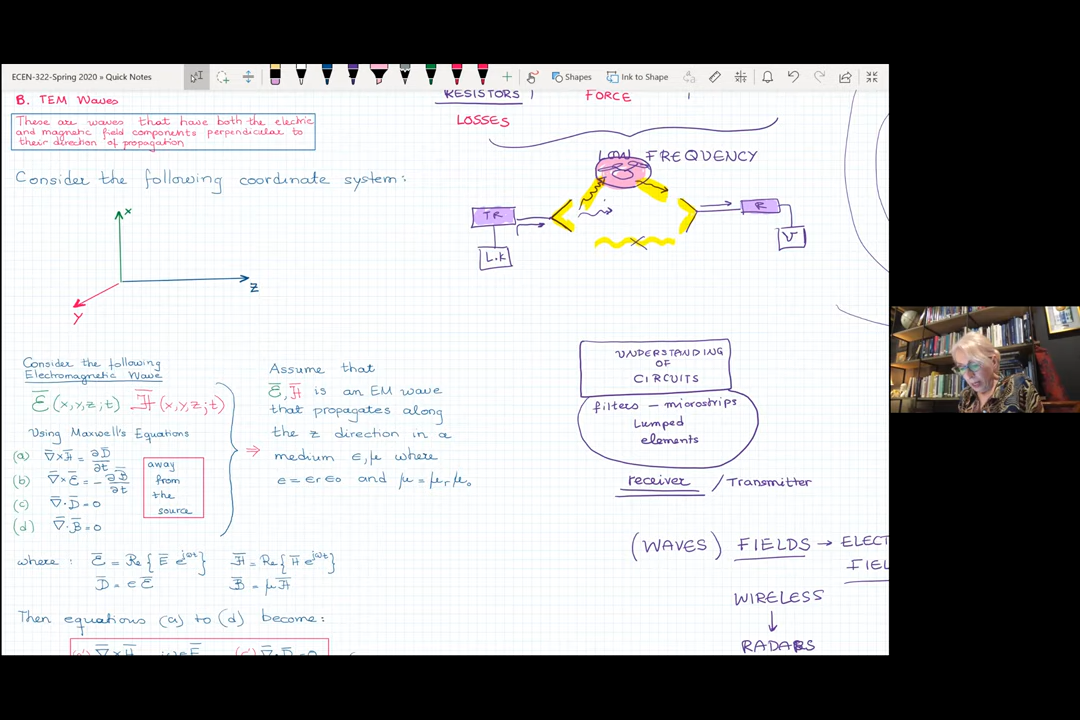 ECEN-322-Spring 2020 » Quick Notes
Shapes
Ink to Shape
B. TEM Waves
These are waves that have both the electric
and magnetic field components perpendicular to
their direction of propagation
Consider the following coordinate system:
x
z
y
Consider the following
Electromagnetic Wave
Ē(x,y,z;t) H̄(x,y,z;t)
Using Maxwell's Equations
(a) ∇̄×H̄ = ∂D̄/∂t
(b) ∇̄×Ē = -∂B̄/∂t
(c) ∇̄·D̄=0
(d) ∇̄·B̄=0
away
from
the
source
⇒
Assume that
Ē, H̄ is an EM wave
that propagates along
the z direction in a
medium ε,μ where
ε=εr ε0 and μ=μr μ0
where: Ē=Re{Ē e^jωt} H̄=Re{H̄ e^jωt}
D̄=εĒ B̄=μH̄
Then equations (a) to (d) become:
RESISTORS
FORCE
LOSSES
LOW FREQUENCY
TR
L.K
R
V
UNDERSTANDING
OF
CIRCUITS
filters - microstrips
Lumped
elements
receiver / Transmitter
(WAVES) FIELDS → ELECT
FIEL
WIRELESS
↓
RADARS